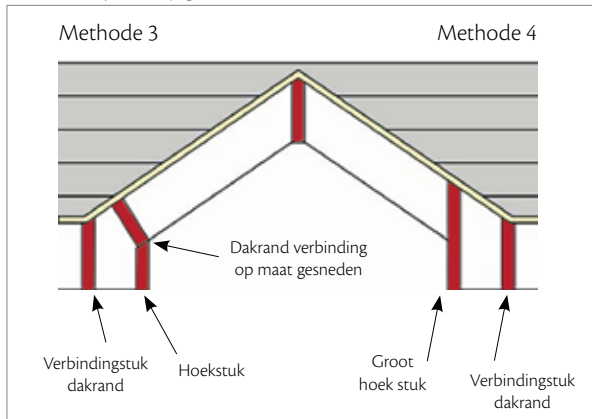 Methode 3
Methode 4
Dakrand verbinding
op maat gesneden
Verbindingstuk
dakrand
Hoekstuk
Groot
hoek stuk
Verbindingstuk
dakrand